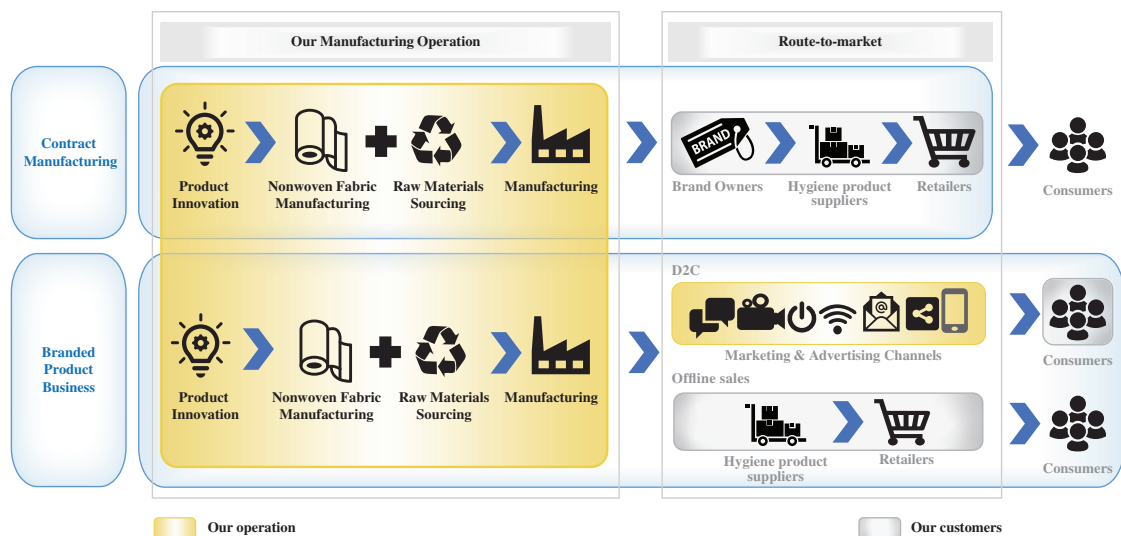 Our Manufacturing Operation
Route-to-market
Contract
Manufacturing
Product
Innovation
Nonwoven Fabric
Manufacturing
Raw Materials
Sourcing
Manufacturing
BRAND
Brand Owners
Hygiene product
suppliers
Retailers
Consumers
Branded
Product
Business
Product
Innovation
Nonwoven Fabric
Manufacturing
Raw Materials
Sourcing
Manufacturing
D2C
@
Marketing & Advertising Channels
Consumers
Offline sales
Hygiene product
suppliers
Retailers
Consumers
Our operation
Our customers